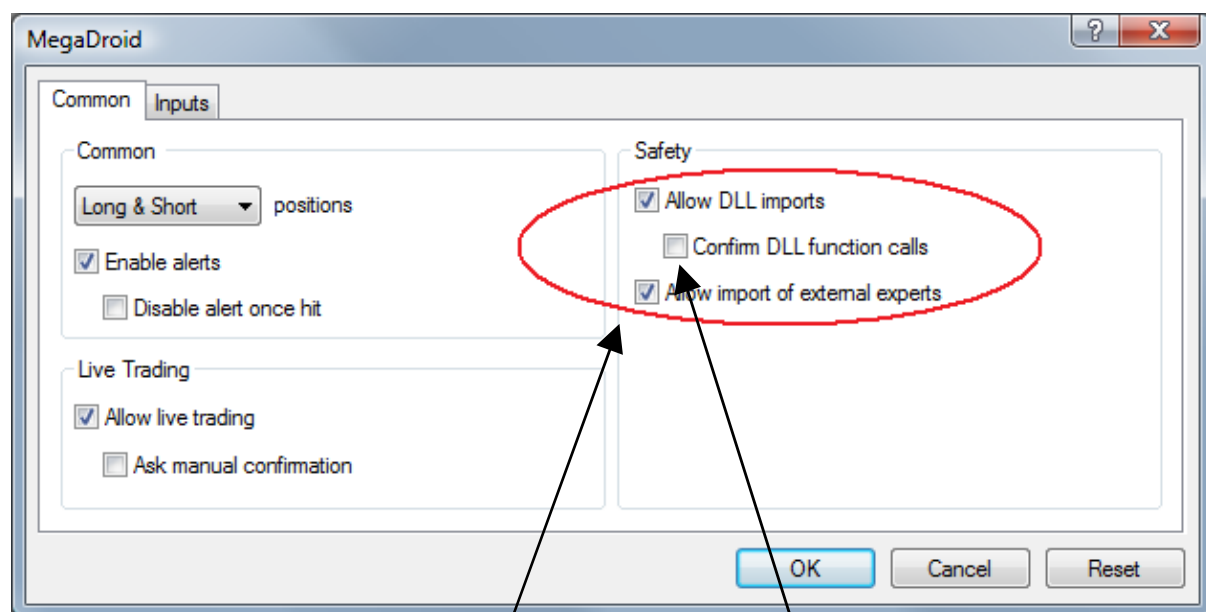 MegaDroid
Common Inputs
Common
Long & Short positions
Enable alerts
Disable alert once hit
Live Trading
Allow live trading
Ask manual confirmation
Safety
Allow DLL imports
Confirm DLL function calls
Allow import of external experts
OK Cancel Reset